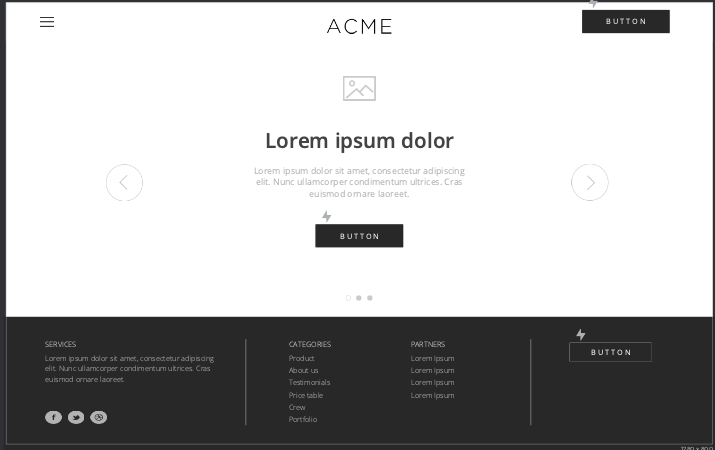 ACME
BUTTON
Lorem ipsum dolor
Lorem ipsum dolor sit amet, consectetur adipiscing
elit. Nunc ullamcorper condimentum ultrices. Cras
euismod ornare laoreet.
BUTTON
SERVICES
Lorem ipsum dolor sit amet, consectetur adipiscing
elit. Nunc ullamcorper condimentum ultrices. Cras
euismod ornare laoreet.
CATEGORIES
Product
About us
Testimonials
Price table
Crew
Portfolio
PARTNERS
Lorem Ipsum
Lorem Ipsum
Lorem Ipsum
Lorem Ipsum
BUTTON